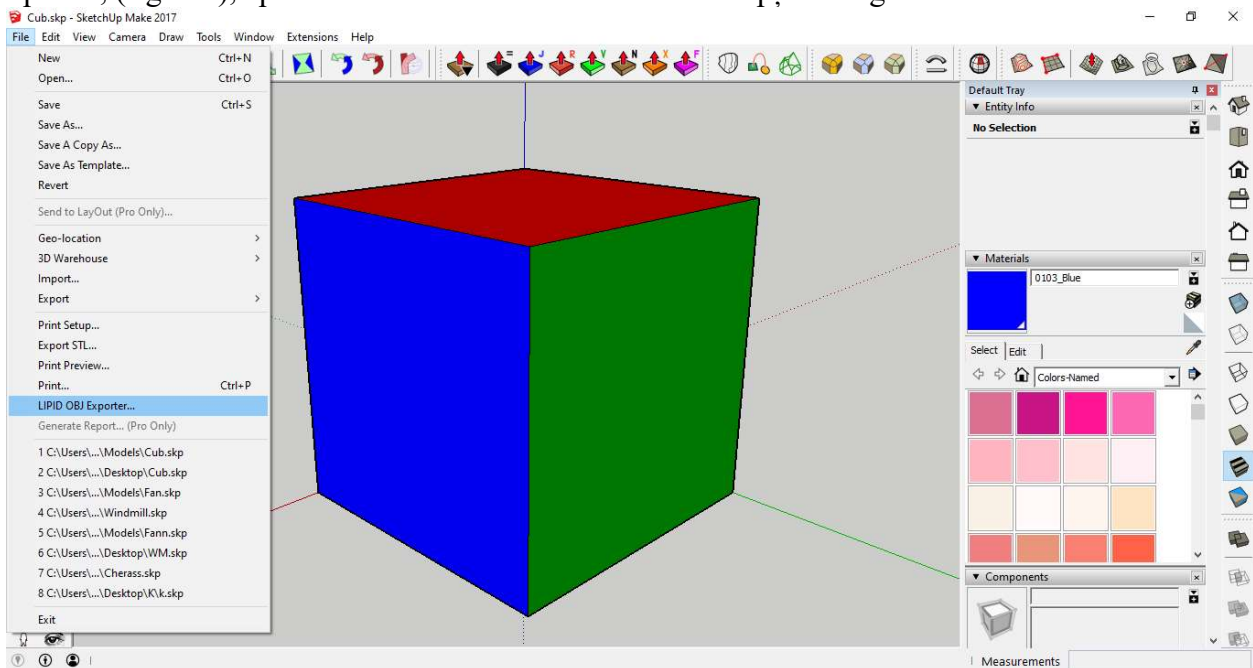 Cub.skp - SketchUp Make 2017
File Edit View Camera Draw Tools Window Extensions Help
New Ctrl+N
Open... Ctrl+O
Save Ctrl+S
Save As...
Save A Copy As...
Save As Template...
Revert
Send to LayOut (Pro Only)...
Geo-location
3D Warehouse
Import...
Export
Print Setup...
Export STL...
Print Preview...
Print... Ctrl+P
LIPID OBJ Exporter...
Generate Report... (Pro Only)
1 C:\Users\...\Models\Cub.skp
2 C:\Users\...\Desktop\Cub.skp
3 C:\Users\...\Models\Fan.skp
4 C:\Users\...\Windmill.skp
5 C:\Users\...\Models\Fann.skp
6 C:\Users\...\Desktop\WM.skp
7 C:\Users\...\Cherass.skp
8 C:\Users\...\Desktop\K\k.skp
Exit
Default Tray
Entity Info
No Selection
Materials
0103_Blue
Select Edit
Colors-Named
Components
Measurements